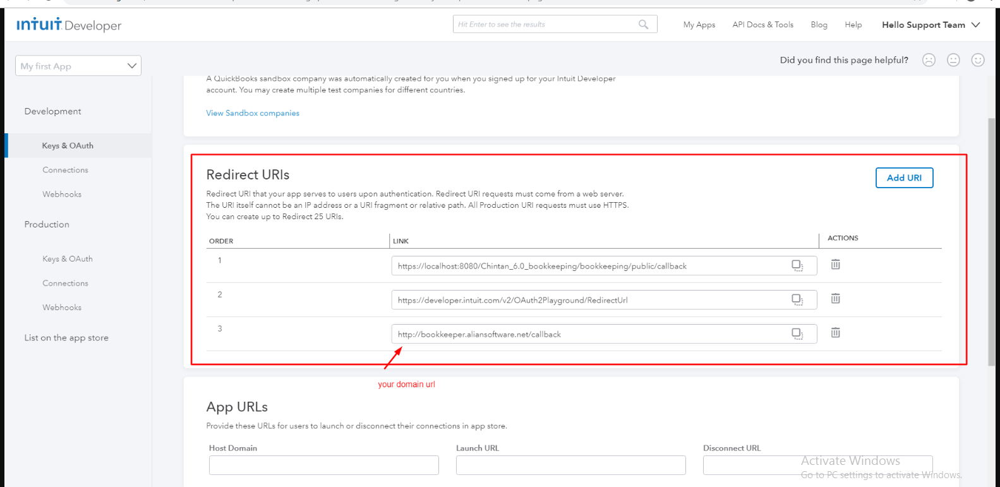 ıntuıt Developer
Hit Enter to see the results
My Apps
API Docs & Tools
Blog
Help
Hello Support Team
My first App
Did you find this page helpful?
A QuickBooks sandbox company was automatically created for you when you signed up for your Intuit Developer
account. You may create multiple test companies for different countries.
View Sandbox companies
Development
Keys & OAuth
Connections
Webhooks
Production
Keys & OAuth
Connections
Webhooks
List on the app store
Redirect URIs
Add URI
Redirect URI that your app serves to users upon authentication. Redirect URI requests must come from a web server.
The URI itself cannot be an IP address or a URI fragment or relative path. All Production URI requests must use HTTPS.
You can create up to Redirect 25 URIs.
ORDER
LINK
ACTIONS
1
https://localhost:8080/Chintan_6.0_bookkeeping/bookkeeping/public/callback
2
https://developer.intuit.com/v2/OAuth2Playground/RedirectUrl
3
http://bookkeeper.aliansoftware.net/callback
your domain url
App URLs
Provide these URLs for users to launch or disconnect their connections in app store.
Host Domain
Launch URL
Disconnect URL
Activate Windows
Go to PC settings to activate Windows.